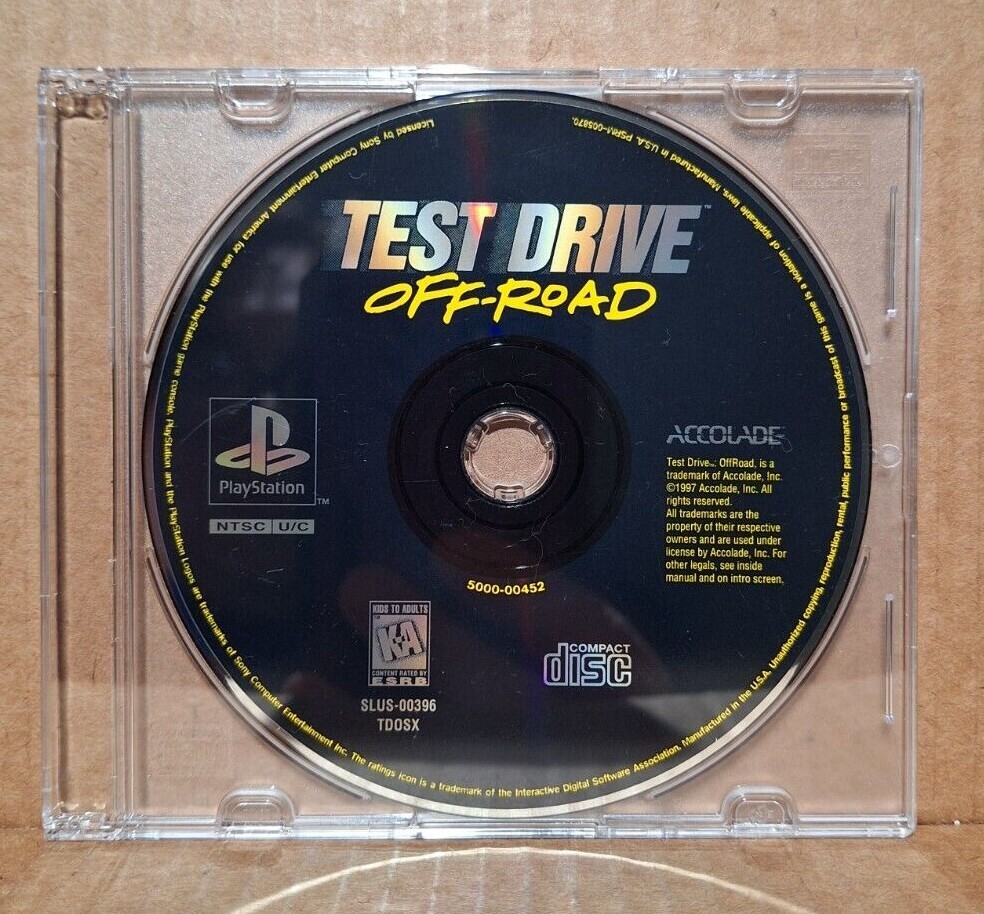 Licensed by Sony Computer Entertainment America for use with the PlayStation game console. PlayStation and the PlayStation Logos are trademarks of Sony Computer Entertainment Inc. The ratings icon is a trademark of the Interactive Digital Software Association. Manufactured in the U.S.A. Unauthorized copying, reproduction, rental, public performance or broadcast of this game is a violation of applicable laws. Manufactured in U.S.A. PSRM-005870.
TEST DRIVE™
OFF-ROAD
PlayStation™
NTSC U/C
ACCOLADE
Test Drive™: OffRoad. is a
trademark of Accolade, Inc.
©1997 Accolade, Inc. All
rights reserved.
All trademarks are the
property of their respective
owners and are used under
license by Accolade, Inc. For
other legals, see inside
manual and on intro screen.
5000-00452
KIDS TO ADULTS
K-A
CONTENT RATED BY
ESRB
SLUS-00396
TDOSX
COMPACT
disc